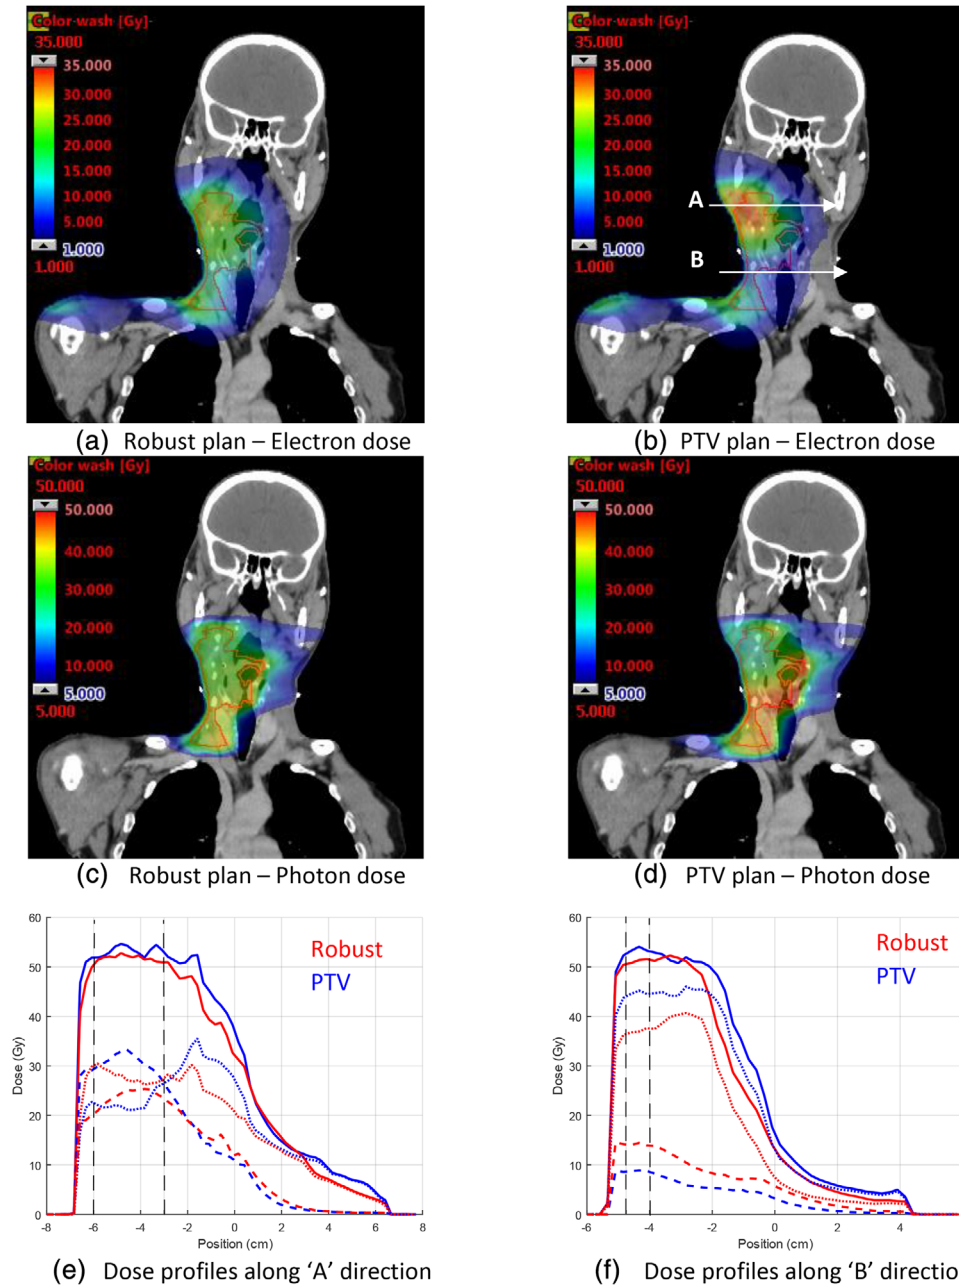 Color wash [Gy]
35.000
35.000
30.000
25.000
20.000
15.000
10.000
5.000
1.000
1.000
(a) Robust plan – Electron dose
Color wash [Gy]
35.000
35.000
30.000
25.000
20.000
15.000
10.000
5.000
1.000
1.000
A
B
(b) PTV plan – Electron dose
Color wash [Gy]
50.000
50.000
40.000
30.000
20.000
10.000
5.000
5.000
(c) Robust plan – Photon dose
Color wash [Gy]
50.000
50.000
40.000
30.000
20.000
10.000
5.000
5.000
(d) PTV plan – Photon dose
60
50
40
30
20
10
0
Dose (Gy)
Robust
PTV
-8 -6 -4 -2 0 2 4 6 8
Position (cm)
(e) Dose profiles along ‘A’ direction
60
50
40
30
20
10
0
Dose (Gy)
Robust
PTV
-6 -4 -2 0 2 4
Position (cm)
(f) Dose profiles along ‘B’ directio